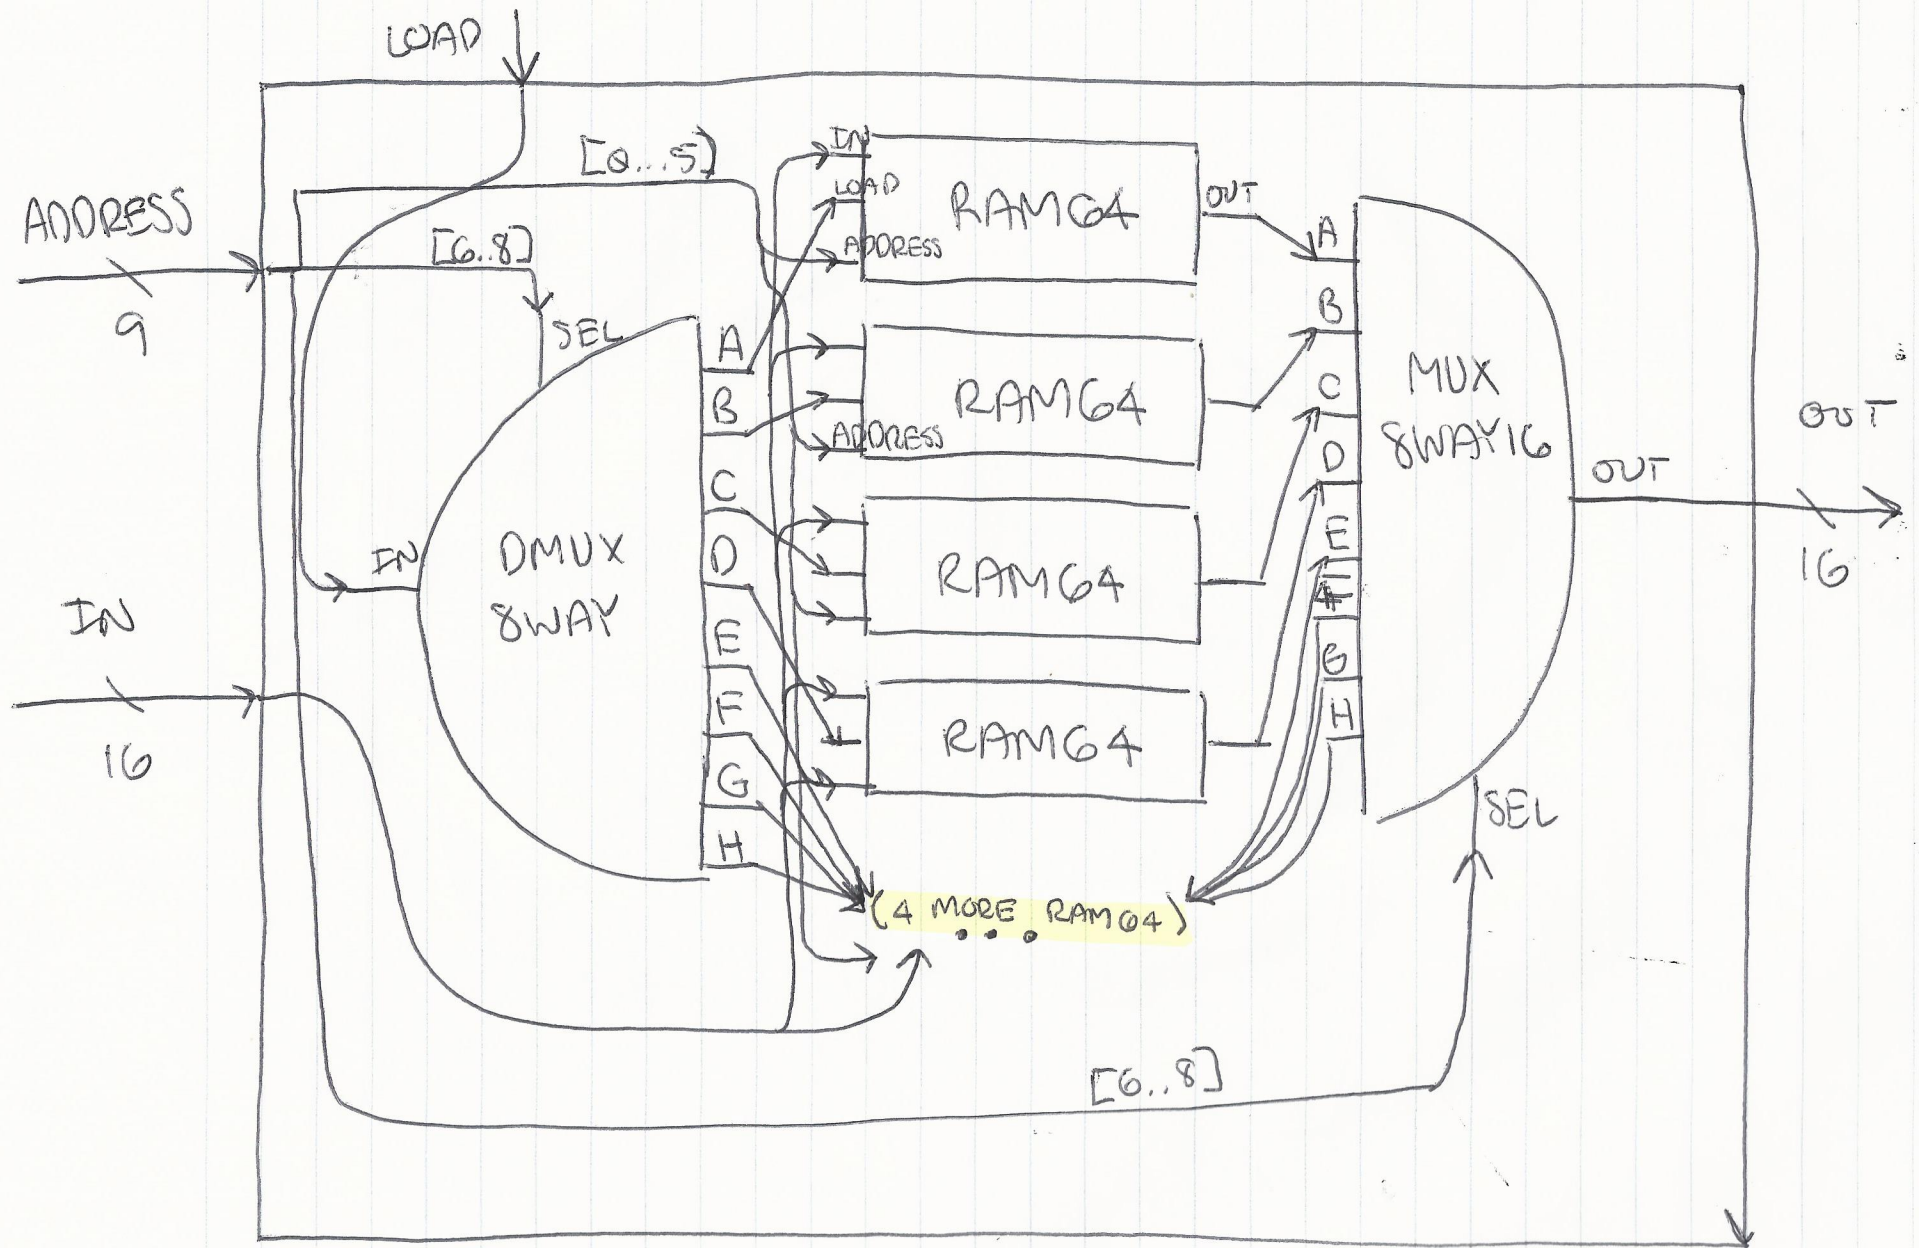 LOAD
[0...5]
IN
LOAD
ADDRESS
RAM64
OUT
ADDRESS
9
[6..8]
SEL
A
B
C
D
E
F
G
H
IN
DMUX
8WAY
IN
16
RAM64
ADDRESS
RAM64
RAM64
(4 MORE RAM64)
...
A
B
C
D
E
F
G
H
MUX
8WAY16
OUT
SEL
OUT
16
[6..8]